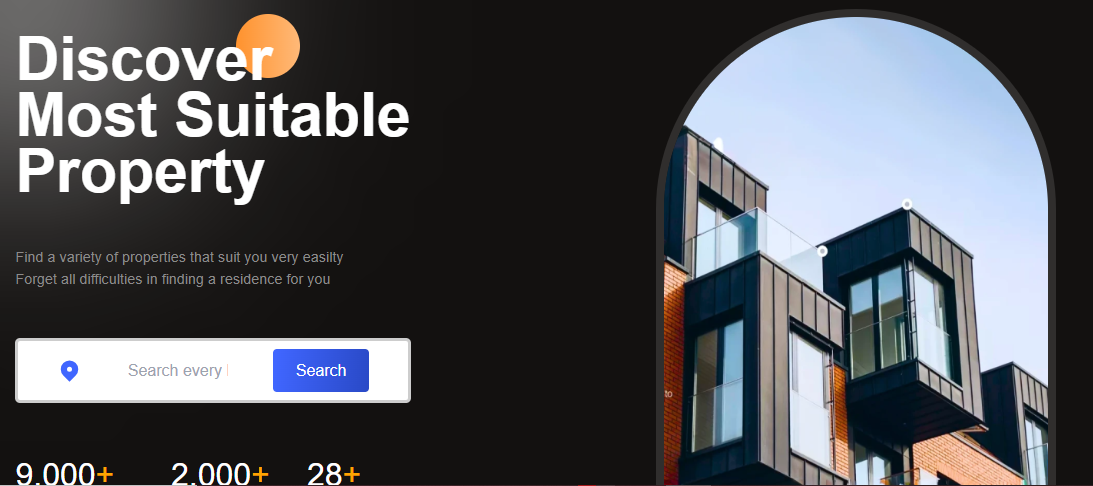 Discover
Most Suitable
Property
Find a variety of properties that suit you very easilty
Forget all difficulties in finding a residence for you
Search every
Search
9,000+ 2,000+ 28+
to